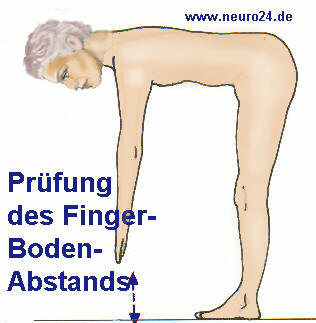 www.neuro24.de
Prüfung
des Finger-
Boden-
Abstands